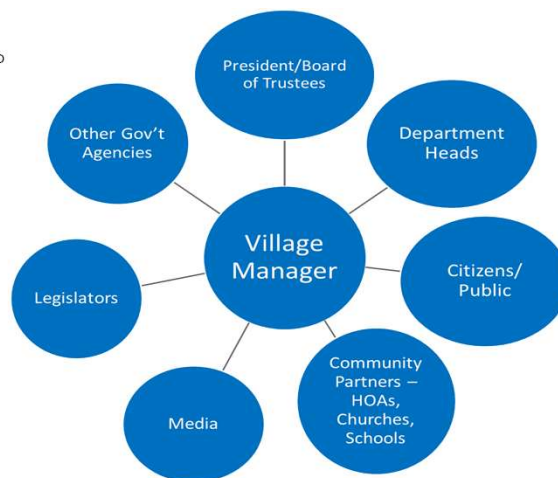 President/Board
of Trustees
Department
Heads
Citizens/
Public
Community
Partners –
HOAs,
Churches,
Schools
Media
Legislators
Other Gov't
Agencies
Village
Manager